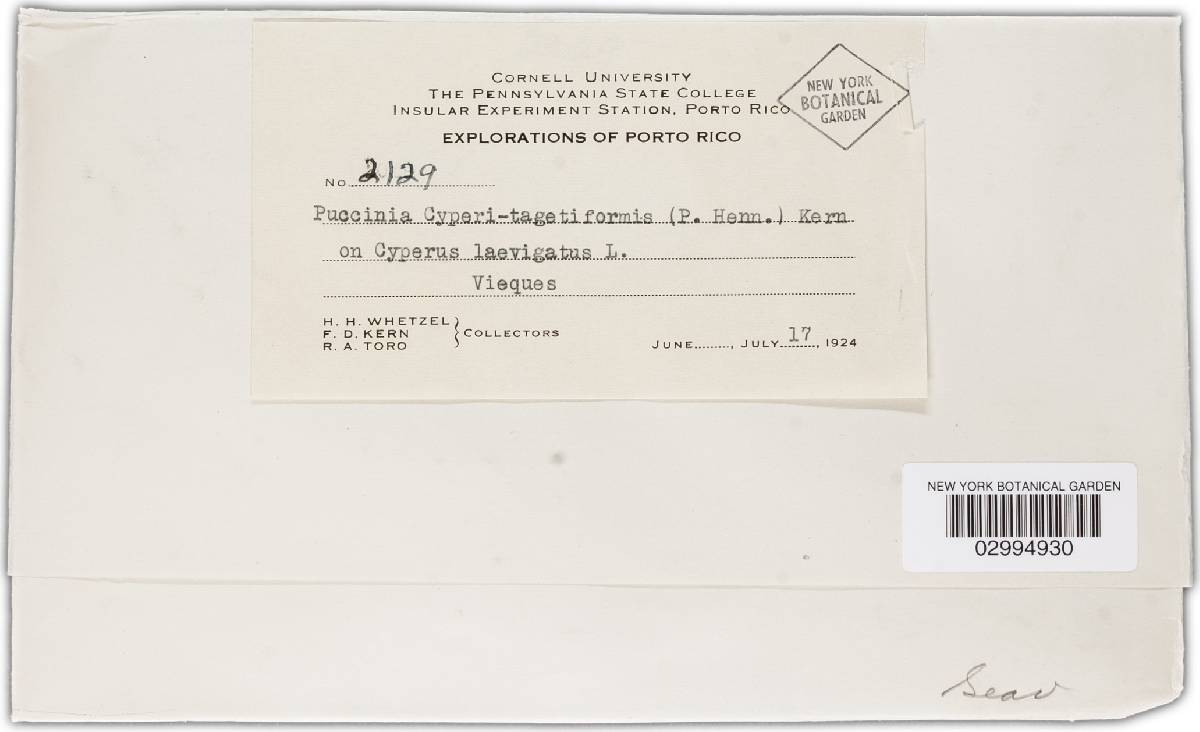 CORNELL UNIVERSITY
THE PENNSYLVANIA STATE COLLEGE
INSULAR EXPERIMENT STATION, PORTO RICO
EXPLORATIONS OF PORTO RICO
NEW YORK
BOTANICAL
GARDEN
No. 2129
Puccinia Cyperi-tagetiformis (P. Henn.) Kern
on Cyperus laevigatus L.
Vieques
H. H. WHETZEL
F. D. KERN
R. A. TORO
COLLECTORS
JUNE........, JULY 17, 1924
NEW YORK BOTANICAL GARDEN
02994930
Seav